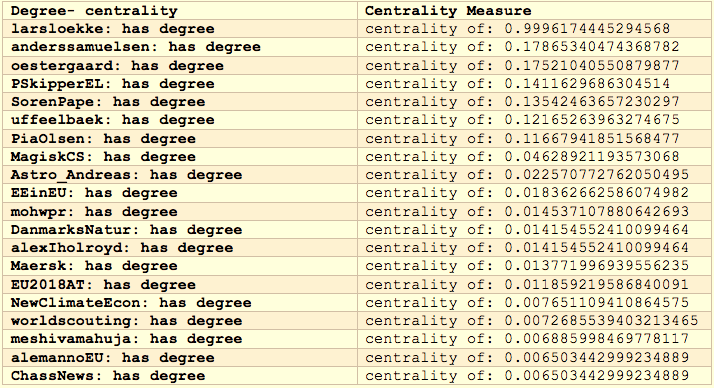 Degree- centrality Centrality Measure
larsloekke: has degree centrality of: 0.9996174445294568
anderssamuelsen: has degree centrality of: 0.17865340474368782
oestergaard: has degree centrality of: 0.17521040550879877
PSkipperEL: has degree centrality of: 0.1411629686304514
SorenPape: has degree centrality of: 0.13542463657230297
uffeelbaek: has degree centrality of: 0.12165263963274675
PiaOlsen: has degree centrality of: 0.11667941851568477
MagiskCS: has degree centrality of: 0.04628921193573068
Astro_Andreas: has degree centrality of: 0.022570772762050495
EEinEU: has degree centrality of: 0.018362662586074982
mohwpr: has degree centrality of: 0.014537107880642693
DanmarksNatur: has degree centrality of: 0.014154552410099464
alexIholroyd: has degree centrality of: 0.014154552410099464
Maersk: has degree centrality of: 0.013771996939556235
EU2018AT: has degree centrality of: 0.011859219586840091
NewClimateEcon: has degree centrality of: 0.007651109410864575
worldscouting: has degree centrality of: 0.0072685539403213465
meshivamahuja: has degree centrality of: 0.006885998469778117
alemannoEU: has degree centrality of: 0.006503442999234889
ChassNews: has degree centrality of: 0.006503442999234889